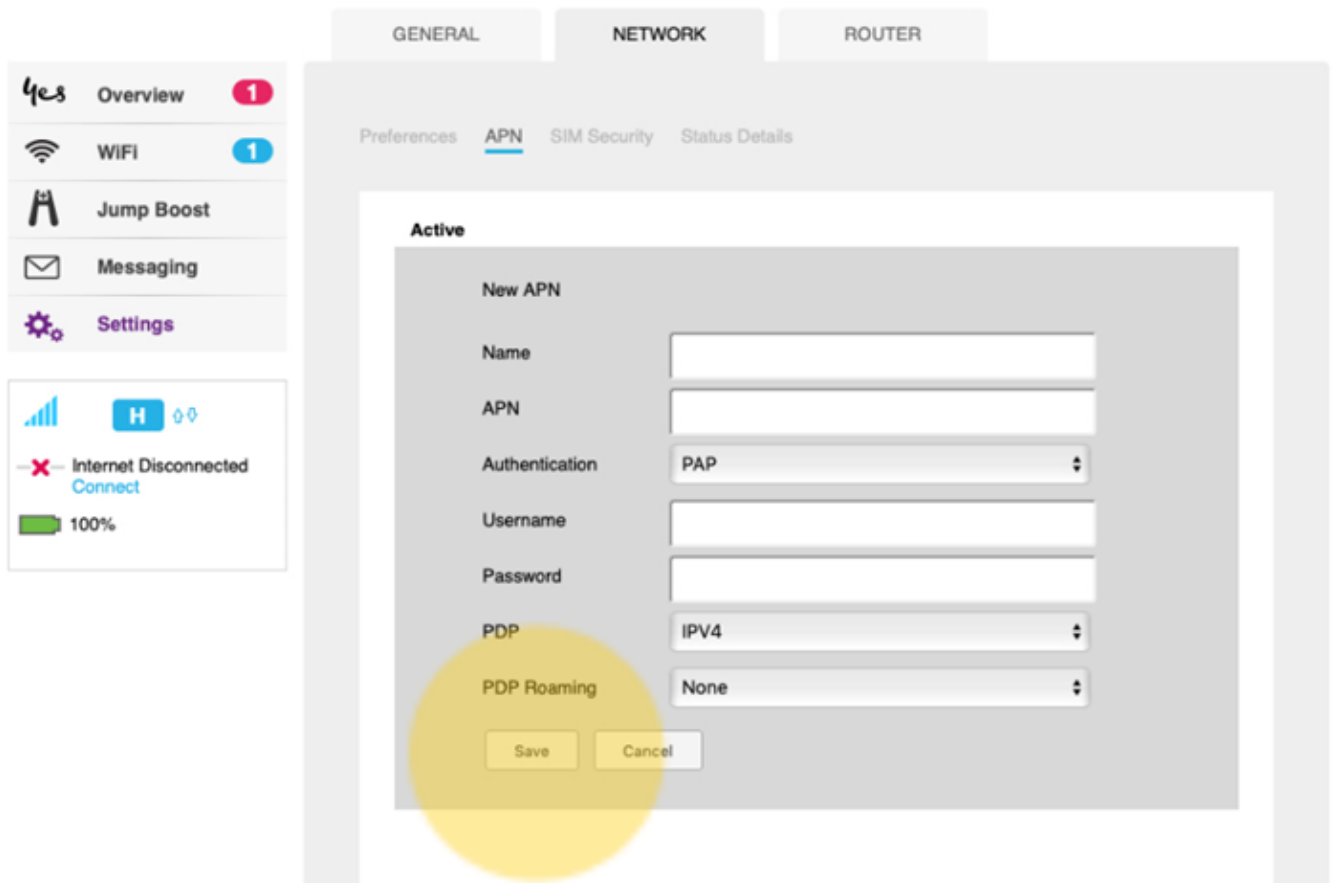 GENERAL NETWORK ROUTER
yes Overview 1
WiFi 1
Jump Boost
Messaging
Settings
H
Internet Disconnected
Connect
100%
Preferences APN SIM Security Status Details
Active
New APN
Name
APN
Authentication PAP
Username
Password
PDP IPV4
PDP Roaming None
Save Cancel